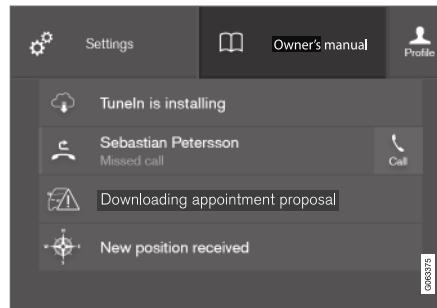 Settings
Owner's manual
Profile
TuneIn is installing
Sebastian Petersson
Missed call
Call
Downloading appointment proposal
New position received
G063375